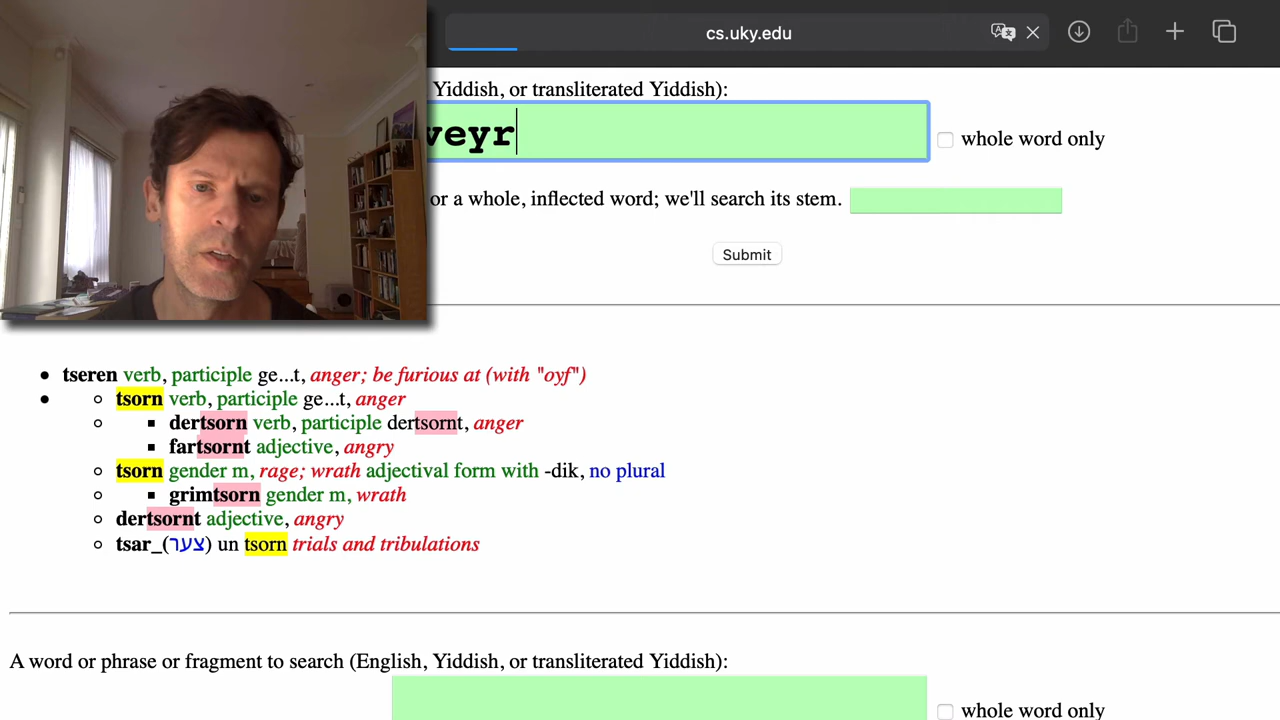 cs.uky.edu
Yiddish, or transliterated Yiddish):
veyr
whole word only
or a whole, inflected word; we'll search its stem.
Submit
• tseren verb, participle ge...t, anger; be furious at (with "oyf")
• ○ tsorn verb, participle ge...t, anger
○ ▪ dertsorn verb, participle dertsornt, anger
▪ fartsornt adjective, angry
○ tsorn gender m, rage; wrath adjectival form with -dik, no plural
○ ▪ grimtsorn gender m, wrath
○ dertsornt adjective, angry
○ tsar_(צער) un tsorn trials and tribulations
A word or phrase or fragment to search (English, Yiddish, or transliterated Yiddish):
whole word only